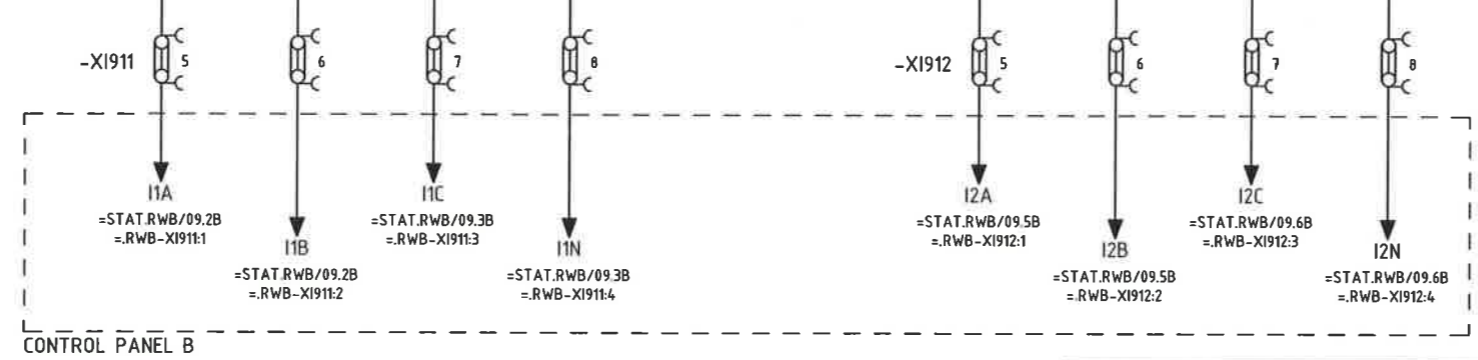 -XI911 5 6 7 8 -XI912 5 6 7 8
I1A I1C I2A I2C
=STAT.RWB/09.2B =STAT.RWB/09.3B =STAT.RWB/09.5B =STAT.RWB/09.6B
=.RWB-XI911:1 =.RWB-XI911:3 =.RWB-XI912:1 =.RWB-XI912:3
I1B I1N I2B I2N
=STAT.RWB/09.2B =STAT.RWB/09.3B =STAT.RWB/09.5B =STAT.RWB/09.6B
=.RWB-XI911:2 =.RWB-XI911:4 =.RWB-XI912:2 =.RWB-XI912:4
CONTROL PANEL B